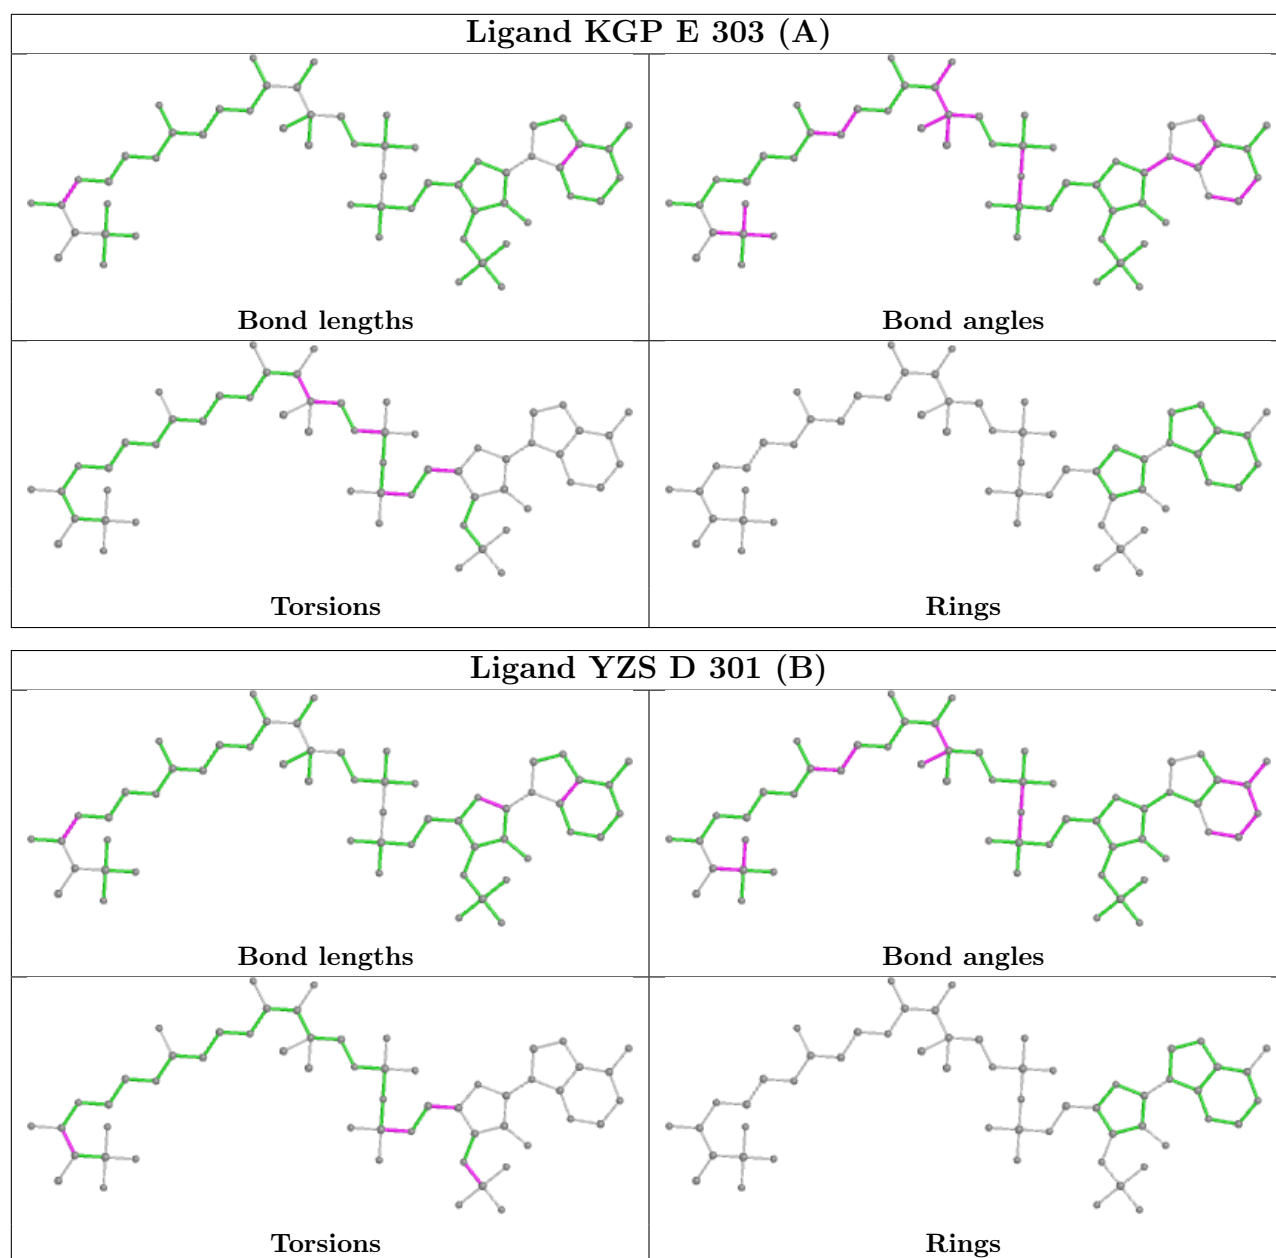 Ligand KGP E 303 (A)
Bond lengths
Bond angles
Torsions
Rings
Ligand YZS D 301 (B)
Bond lengths
Bond angles
Torsions
Rings